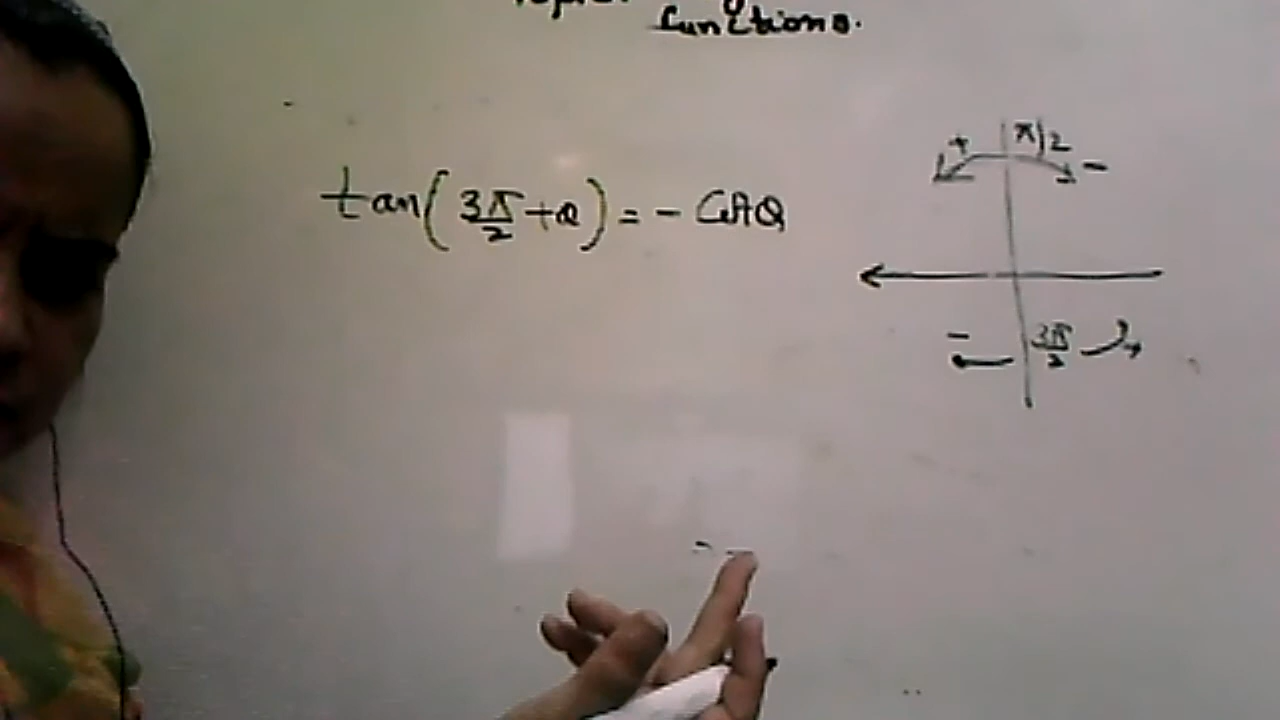 functions.
tan(3π/2+θ) = - Cotθ
+ π/2 -
- 3π/2 +